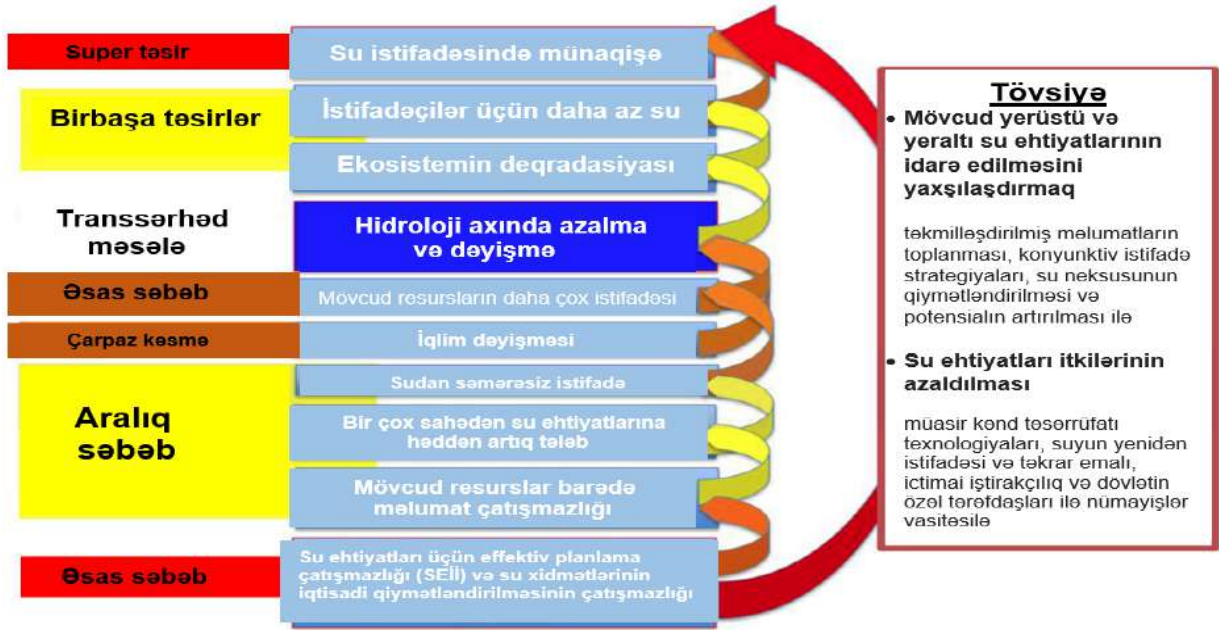 Super təsir
Su istifadəsində münaqişə
Birbaşa təsirlər
İstifadəçilər üçün daha az su
Ekosistemin deqradasiyası
Transsərhəd
məsələ
Hidroloji axında azalma
və dəyişmə
Əsas səbəb
Mövcud resursların daha çox istifadəsi
Çarpaz kəsmə
İqlim dəyişməsi
Aralıq
səbəb
Sudan səmərəsiz istifadə
Bir çox sahədən su ehtiyatlarına
həddən artıq tələb
Mövcud resurslar barədə
məlumat çatışmazlığı
Əsas səbəb
Su ehtiyatları üçün effektiv planlama
çatışmazlığı (SEİİ) və su xidmətlərinin
iqtisadi qiymətləndirilməsinin çatışmazlığı
Tövsiyə
• Mövcud yerüstü və
yeraltı su ehtiyatlarının
idarə edilməsini
yaxşılaşdırmaq
təkmilləşdirilmiş məlumatların
toplanması, konyunktiv istifadə
strategiyaları, su neksusunun
qiymətləndirilməsi və
potensialın artırılması ilə
• Su ehtiyatları itkilərinin
azaldılması
müasir kənd təsərrüfatı
texnologiyaları, suyun yenidən
istifadəsi və təkrar emalı,
ictimai iştirakçılıq və dövlətin
özəl tərəfdaşları ilə nümayişlər
vasitəsilə